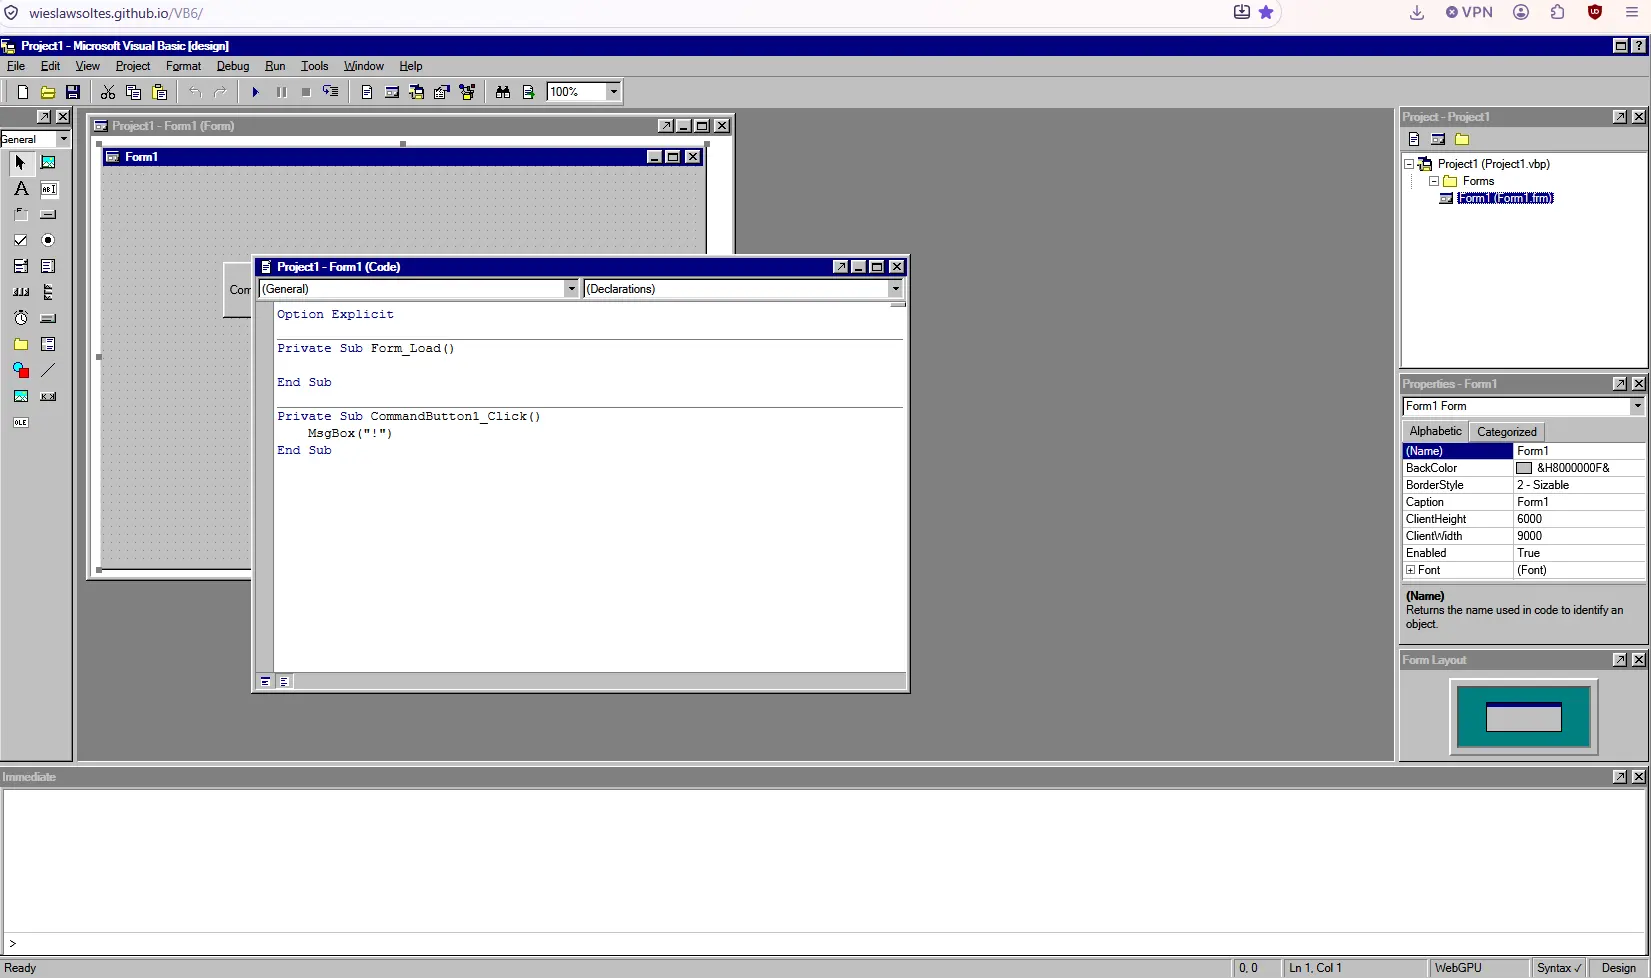 wieslawsoltes.github.io/VB6/
VPN
Project1 - Microsoft Visual Basic [design]
File Edit View Project Format Debug Run Tools Window Help
100%
General
Project1 - Form1 (Form)
Form1
Com
Project1 - Form1 (Code)
(General) (Declarations)
Option Explicit
Private Sub Form_Load()
End Sub
Private Sub CommandButton1_Click()
MsgBox("!")
End Sub
Project - Project1
Project1 (Project1.vbp)
Forms
Form1 (Form1.frm)
Properties - Form1
Form1 Form
Alphabetic Categorized
(Name) Form1
BackColor &H8000000F&
BorderStyle 2 - Sizable
Caption Form1
ClientHeight 6000
ClientWidth 9000
Enabled True
Font (Font)
(Name)
Returns the name used in code to identify an
object.
Form Layout
Immediate
>
Ready 0, 0 Ln 1, Col 1 WebGPU Syntax ✓ Design